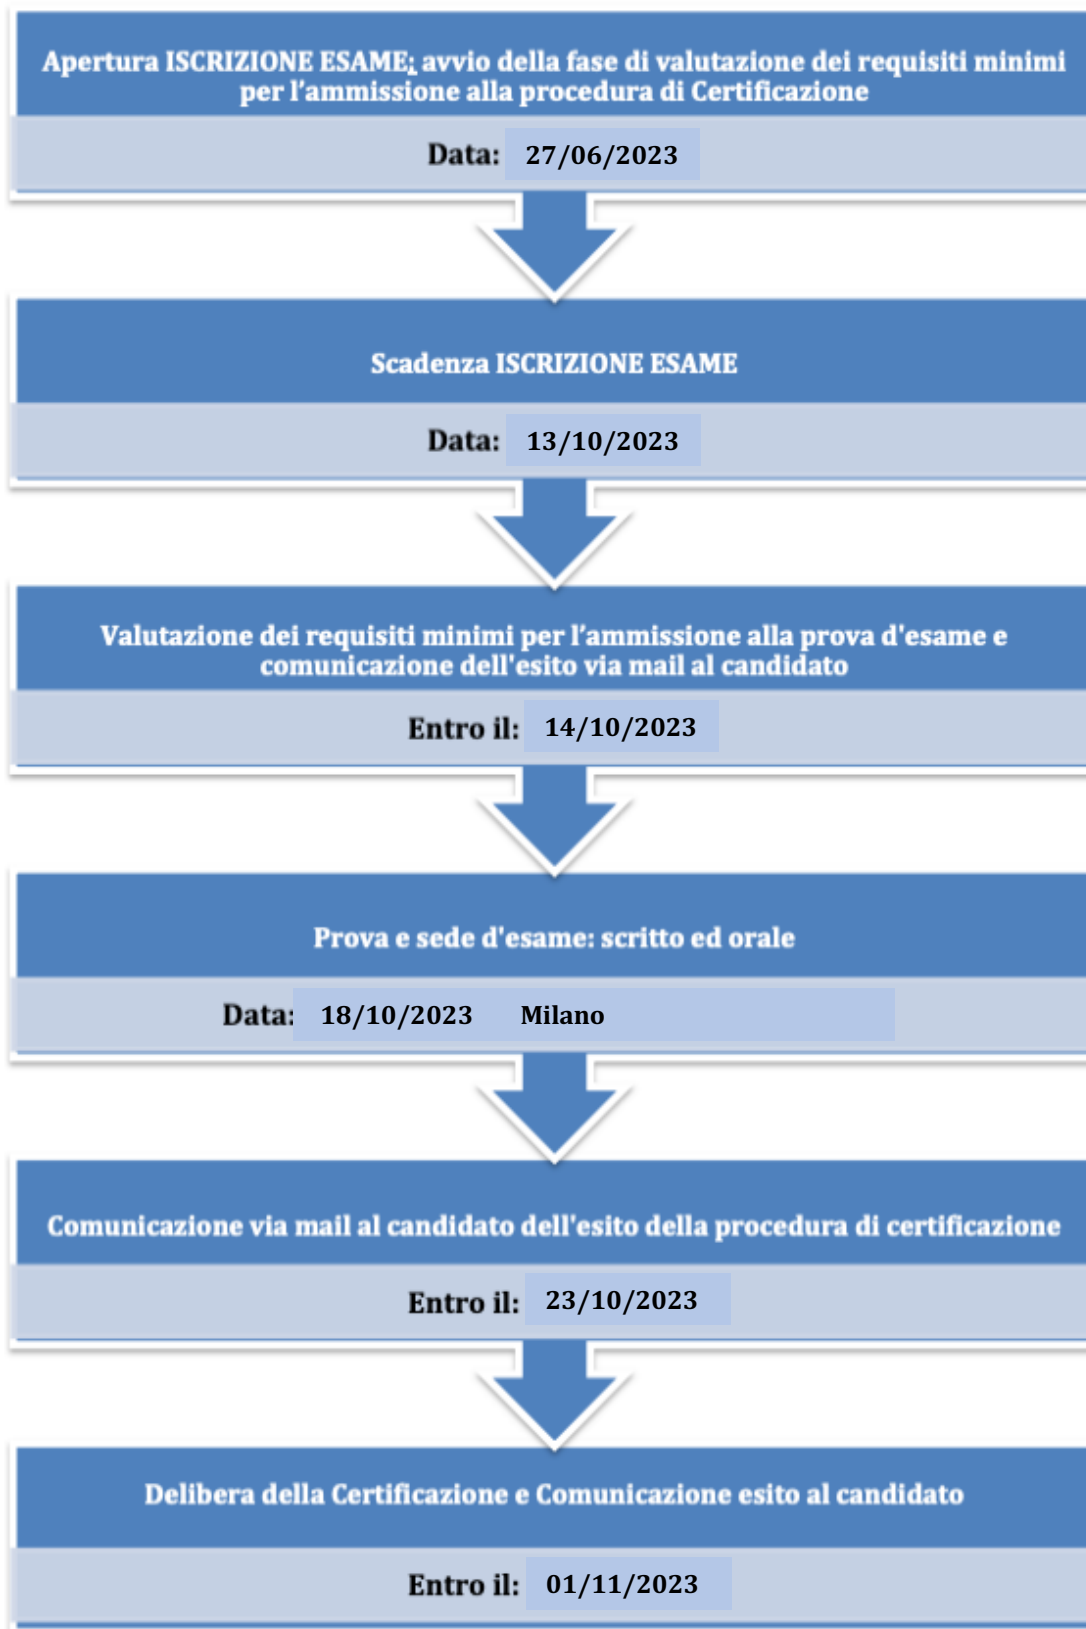 Apertura ISCRIZIONE ESAME; avvio della fase di valutazione dei requisiti minimi
per l'ammissione alla procedura di Certificazione
Data: 27/06/2023
Scadenza ISCRIZIONE ESAME
Data: 13/10/2023
Valutazione dei requisiti minimi per l'ammissione alla prova d'esame e
comunicazione dell'esito via mail al candidato
Entro il: 14/10/2023
Prova e sede d'esame: scritto ed orale
Data: 18/10/2023 Milano
Comunicazione via mail al candidato dell'esito della procedura di certificazione
Entro il: 23/10/2023
Delibera della Certificazione e Comunicazione esito al candidato
Entro il: 01/11/2023